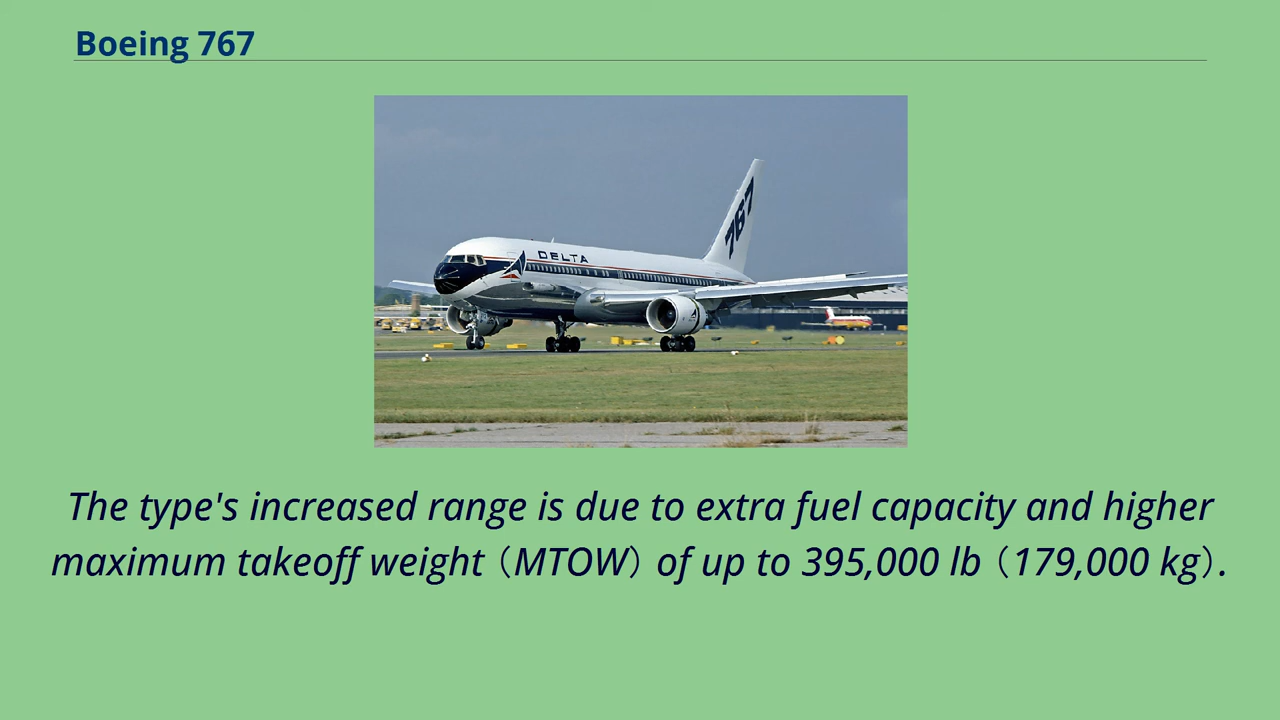 Boeing 767
767
DELTA
The type's increased range is due to extra fuel capacity and higher
maximum takeoff weight（MTOW）of up to 395,000 lb（179,000 kg）.